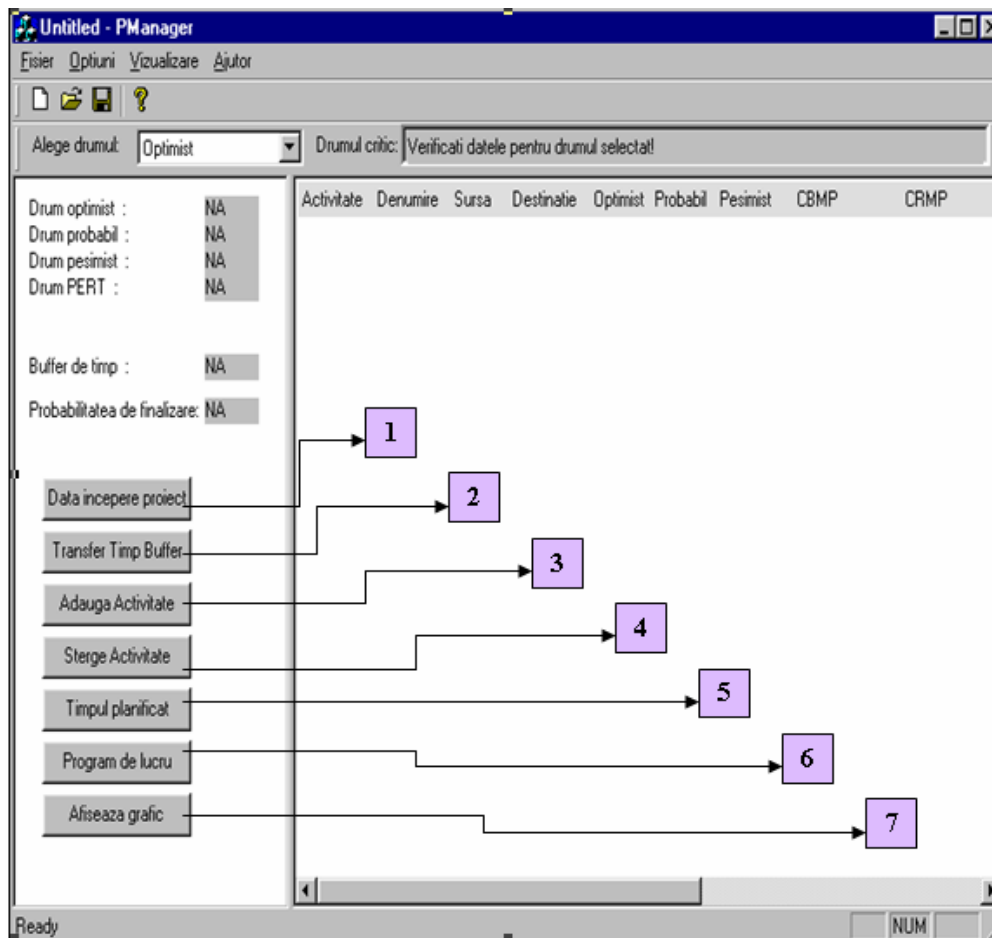 Untitled - PManager
Fisier Optiuni Vizualizare Ajutor
Alege drumul: Optimist Drumul critic: Verificati datele pentru drumul selectat!
Activitate Denumire Sursa Destinatie Optimist Probabil Pesimist CBMP CRMP
Drum optimist : NA
Drum probabil : NA
Drum pesimist : NA
Drum PERT : NA
Buffer de timp : NA
Probabilitatea de finalizare: NA
1
Data incepere proiect
2
Transfer Timp Buffer
3
Adauga Activitate
4
Sterge Activitate
5
Timpul planificat
6
Program de lucru
7
Afiseaza grafic
Ready NUM